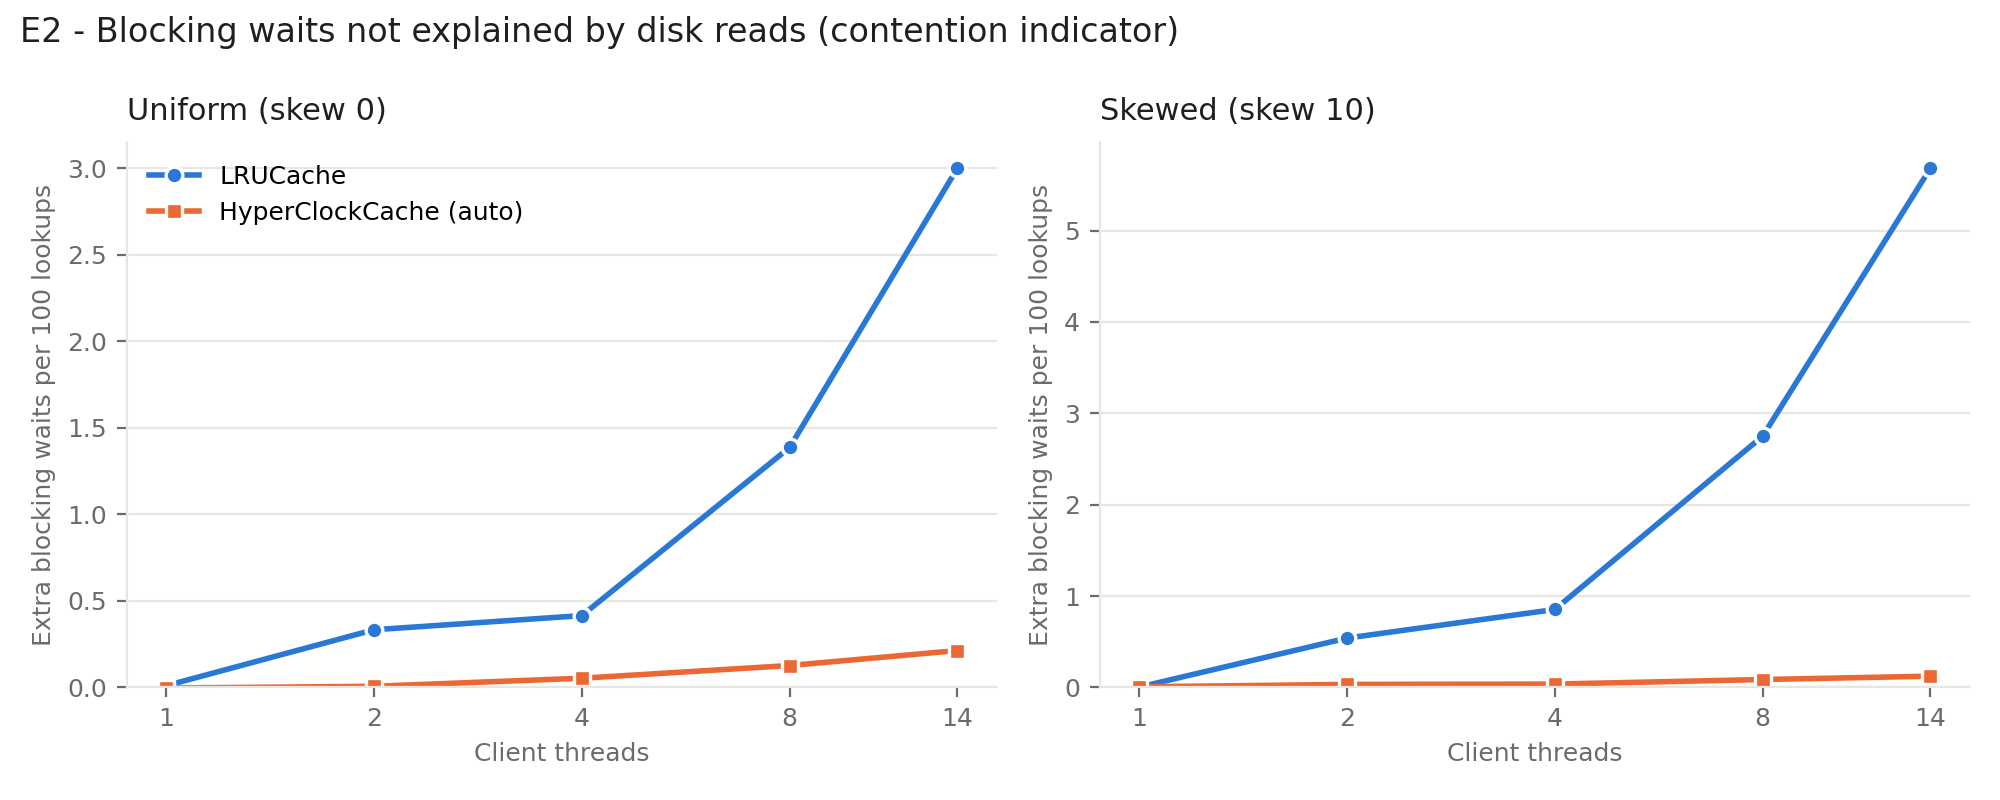 E2 - Blocking waits not explained by disk reads (contention indicator)
Uniform (skew 0)
LRUCache
HyperClockCache (auto)
Extra blocking waits per 100 lookups
3.0
2.5
2.0
1.5
1.0
0.5
0.0
1 2 4 8 14
Client threads
Skewed (skew 10)
Extra blocking waits per 100 lookups
5
4
3
2
1
0
1 2 4 8 14
Client threads